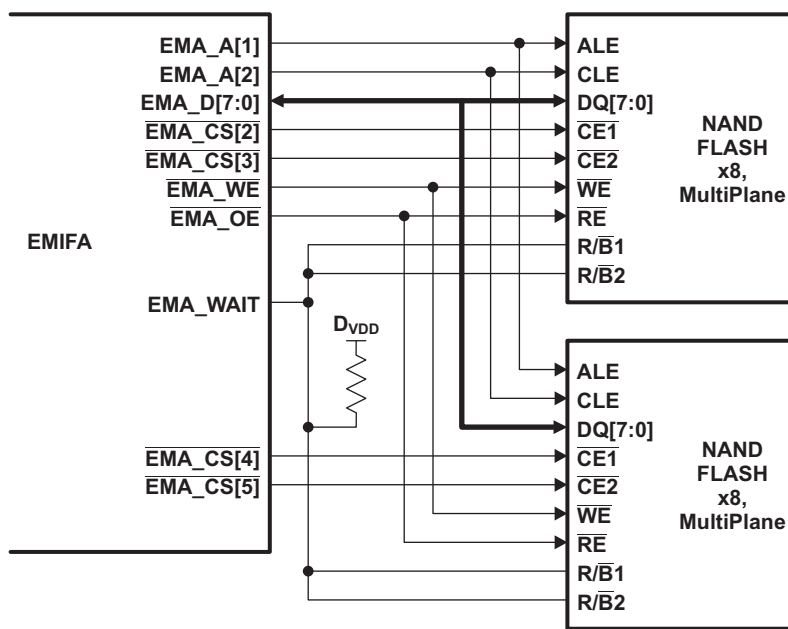 EMIFA
EMA_A[1]
EMA_A[2]
EMA_D[7:0]
EMA_CS[2]
EMA_CS[3]
EMA_WE
EMA_OE
EMA_WAIT
DVDD
EMA_CS[4]
EMA_CS[5]
ALE
CLE
DQ[7:0]
CE1
CE2
WE
RE
R/B1
R/B2
NAND
FLASH
x8,
MultiPlane
ALE
CLE
DQ[7:0]
CE1
CE2
WE
RE
R/B1
R/B2
NAND
FLASH
x8,
MultiPlane